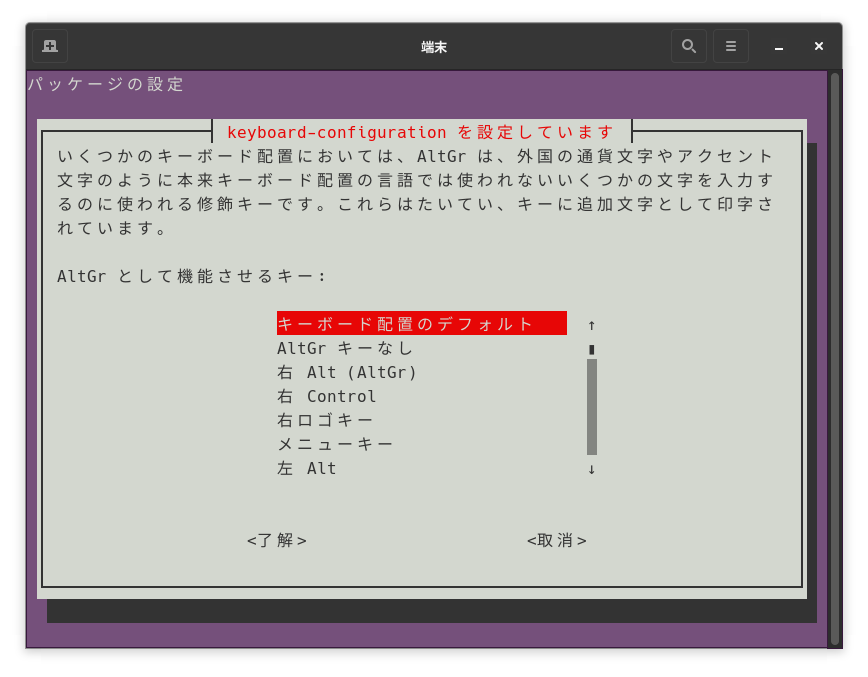 端末
パッケージの設定
keyboard-configuration を設定しています
いくつかのキーボード配置においては、AltGr は、外国の通貨文字やアクセント
文字のように本来キーボード配置の言語では使われないいくつかの文字を入力す
るのに使われる修飾キーです。これらはたいてい、キーに追加文字として印字さ
れています。
AltGr として機能させるキー:
キーボード配置のデフォルト
AltGr キーなし
右 Alt (AltGr)
右 Control
右ロゴキー
メニューキー
左 Alt
<了解> <取消>